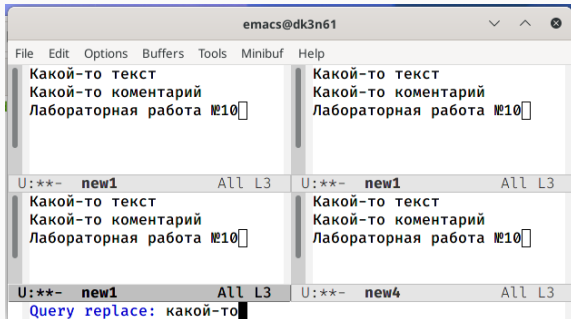 emacs@dk3n61
File Edit Options Buffers Tools Minibuf Help
Какой-то текст
Какой-то коментарий
Лабораторная работа №10
U:**- new1 All L3
Какой-то текст
Какой-то коментарий
Лабораторная работа №10
U:**- new1 All L3
Какой-то текст
Какой-то коментарий
Лабораторная работа №10
U:**- new1 All L3
Какой-то текст
Какой-то коментарий
Лабораторная работа №10
U:**- new4 All L3
Query replace: какой-то